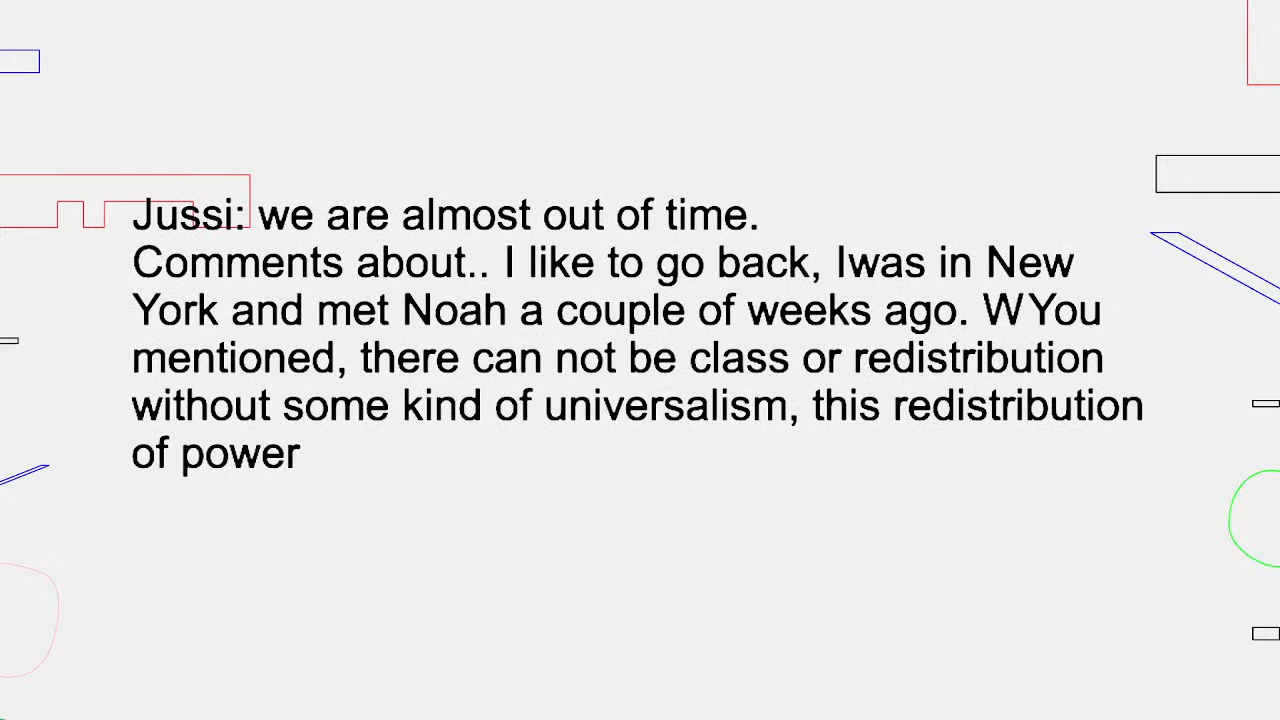 Jussi: we are almost out of time.
Comments about.. I like to go back, Iwas in New
York and met Noah a couple of weeks ago. WYou
mentioned, there can not be class or redistribution
without some kind of universalism, this redistribution
of power